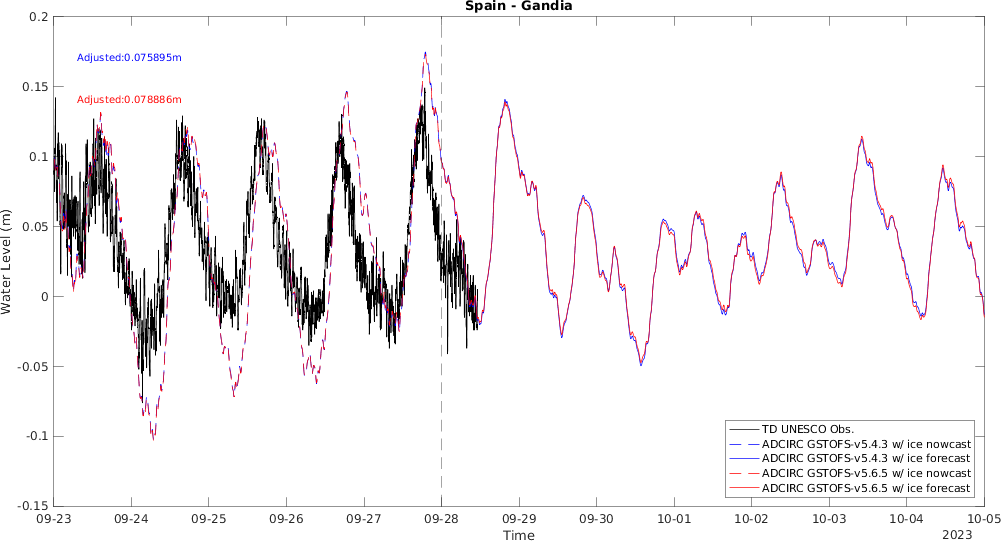 Spain - Gandia
0.2
0.15
0.1
0.05
0
-0.05
-0.1
-0.15
Water Level (m)
Adjusted:0.075895m
Adjusted:0.078886m
TD UNESCO Obs.
ADCIRC GSTOFS-v5.4.3 w/ ice nowcast
ADCIRC GSTOFS-v5.4.3 w/ ice forecast
ADCIRC GSTOFS-v5.6.5 w/ ice nowcast
ADCIRC GSTOFS-v5.6.5 w/ ice forecast
09-23 09-24 09-25 09-26 09-27 09-28 09-29 09-30 10-01 10-02 10-03 10-04 10-05
Time
2023